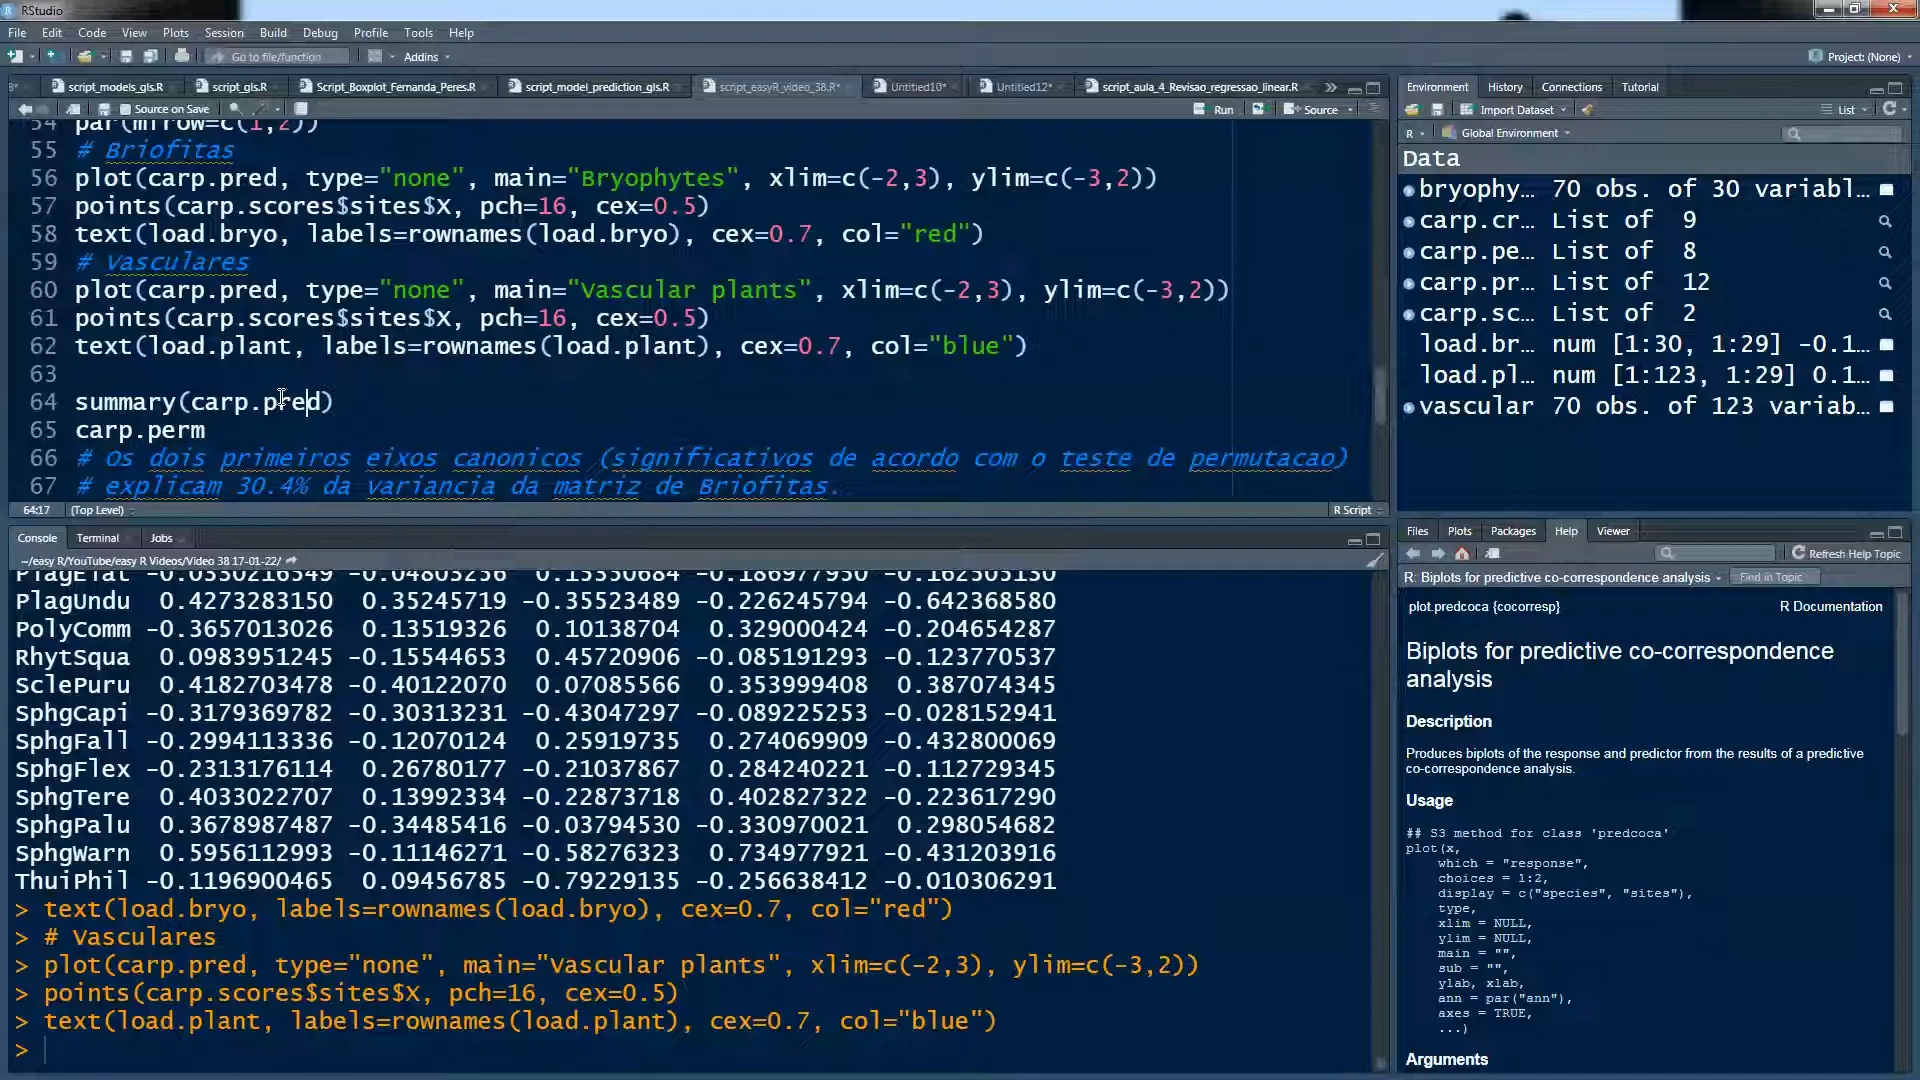 RStudio
File Edit Code View Plots Session Build Debug Profile Tools Help
Go to file/function Addins Project: (None)
script_models_gls.R script_gls.R Script_Boxplot_Fernanda_Peres.R script_model_prediction_gls.R script_easyR_video_38.R* Untitled10* Untitled12* script_aula_4_Revisao_regressao_linear.R
Source on Save Run Source
54 par(mfrow=c(1,2))
55 # Briofitas
56 plot(carp.pred, type="none", main="Bryophytes", xlim=c(-2,3), ylim=c(-3,2))
57 points(carp.scores$sites$X, pch=16, cex=0.5)
58 text(load.bryo, labels=rownames(load.bryo), cex=0.7, col="red")
59 # Vasculares
60 plot(carp.pred, type="none", main="Vascular plants", xlim=c(-2,3), ylim=c(-3,2))
61 points(carp.scores$sites$X, pch=16, cex=0.5)
62 text(load.plant, labels=rownames(load.plant), cex=0.7, col="blue")
63
64 summary(carp.pred)
65 carp.perm
66 # Os dois primeiros eixos canonicos (significativos de acordo com o teste de permutacao)
67 # explicam 30.4% da variancia da matriz de Briofitas.
64:17 (Top Level) R Script
Console Terminal Jobs
~/easy R/YouTube/easy R Videos/Video 38 17-01-22/
PlagUndu 0.4273283150 0.35245719 -0.35523489 -0.226245794 -0.642368580
PolyComm -0.3657013026 0.13519326 0.10138704 0.329000424 -0.204654287
RhytSqua 0.0983951245 -0.15544653 0.45720906 -0.085191293 -0.123770537
SclePuru 0.4182703478 -0.40122070 0.07085566 0.353999408 0.387074345
SphgCapi -0.3179369782 -0.30313231 -0.43047297 -0.089225253 -0.028152941
SphgFall -0.2994113336 -0.12070124 0.25919735 0.274069909 -0.432800069
SphgFlex -0.2313176114 0.26780177 -0.21037867 0.284240221 -0.112729345
SphgTere 0.4033022707 0.13992334 -0.22873718 0.402827322 -0.223617290
SphgPalu 0.3678987487 -0.34485416 -0.03794530 -0.330970021 0.298054682
SphgWarn 0.5956112993 -0.11146271 -0.58276323 0.734977921 -0.431203916
ThuiPhil -0.1196900465 0.09456785 -0.79229135 -0.256638412 -0.010306291
> text(load.bryo, labels=rownames(load.bryo), cex=0.7, col="red")
> # Vasculares
> plot(carp.pred, type="none", main="Vascular plants", xlim=c(-2,3), ylim=c(-3,2))
> points(carp.scores$sites$X, pch=16, cex=0.5)
> text(load.plant, labels=rownames(load.plant), cex=0.7, col="blue")
>
Environment History Connections Tutorial
Import Dataset List
R Global Environment
Data
bryophy… 70 obs. of 30 variabl…
carp.cr… List of 9
carp.pe… List of 8
carp.pr… List of 12
carp.sc… List of 2
load.br… num [1:30, 1:29] -0.1…
load.pl… num [1:123, 1:29] 0.1…
vascular 70 obs. of 123 variab…
Files Plots Packages Help Viewer
Refresh Help Topic
R: Biplots for predictive co-correspondence analysis Find in Topic
plot.predcoca {cocorresp} R Documentation
Biplots for predictive co-correspondence
analysis
Description
Produces biplots of the response and predictor from the results of a predictive
co-correspondence analysis.
Usage
## S3 method for class 'predcoca'
plot(x,
which = "response",
choices = 1:2,
display = c("species", "sites"),
type,
xlim = NULL,
ylim = NULL,
main = "",
sub = "",
ylab, xlab,
ann = par("ann"),
axes = TRUE,
...)
Arguments